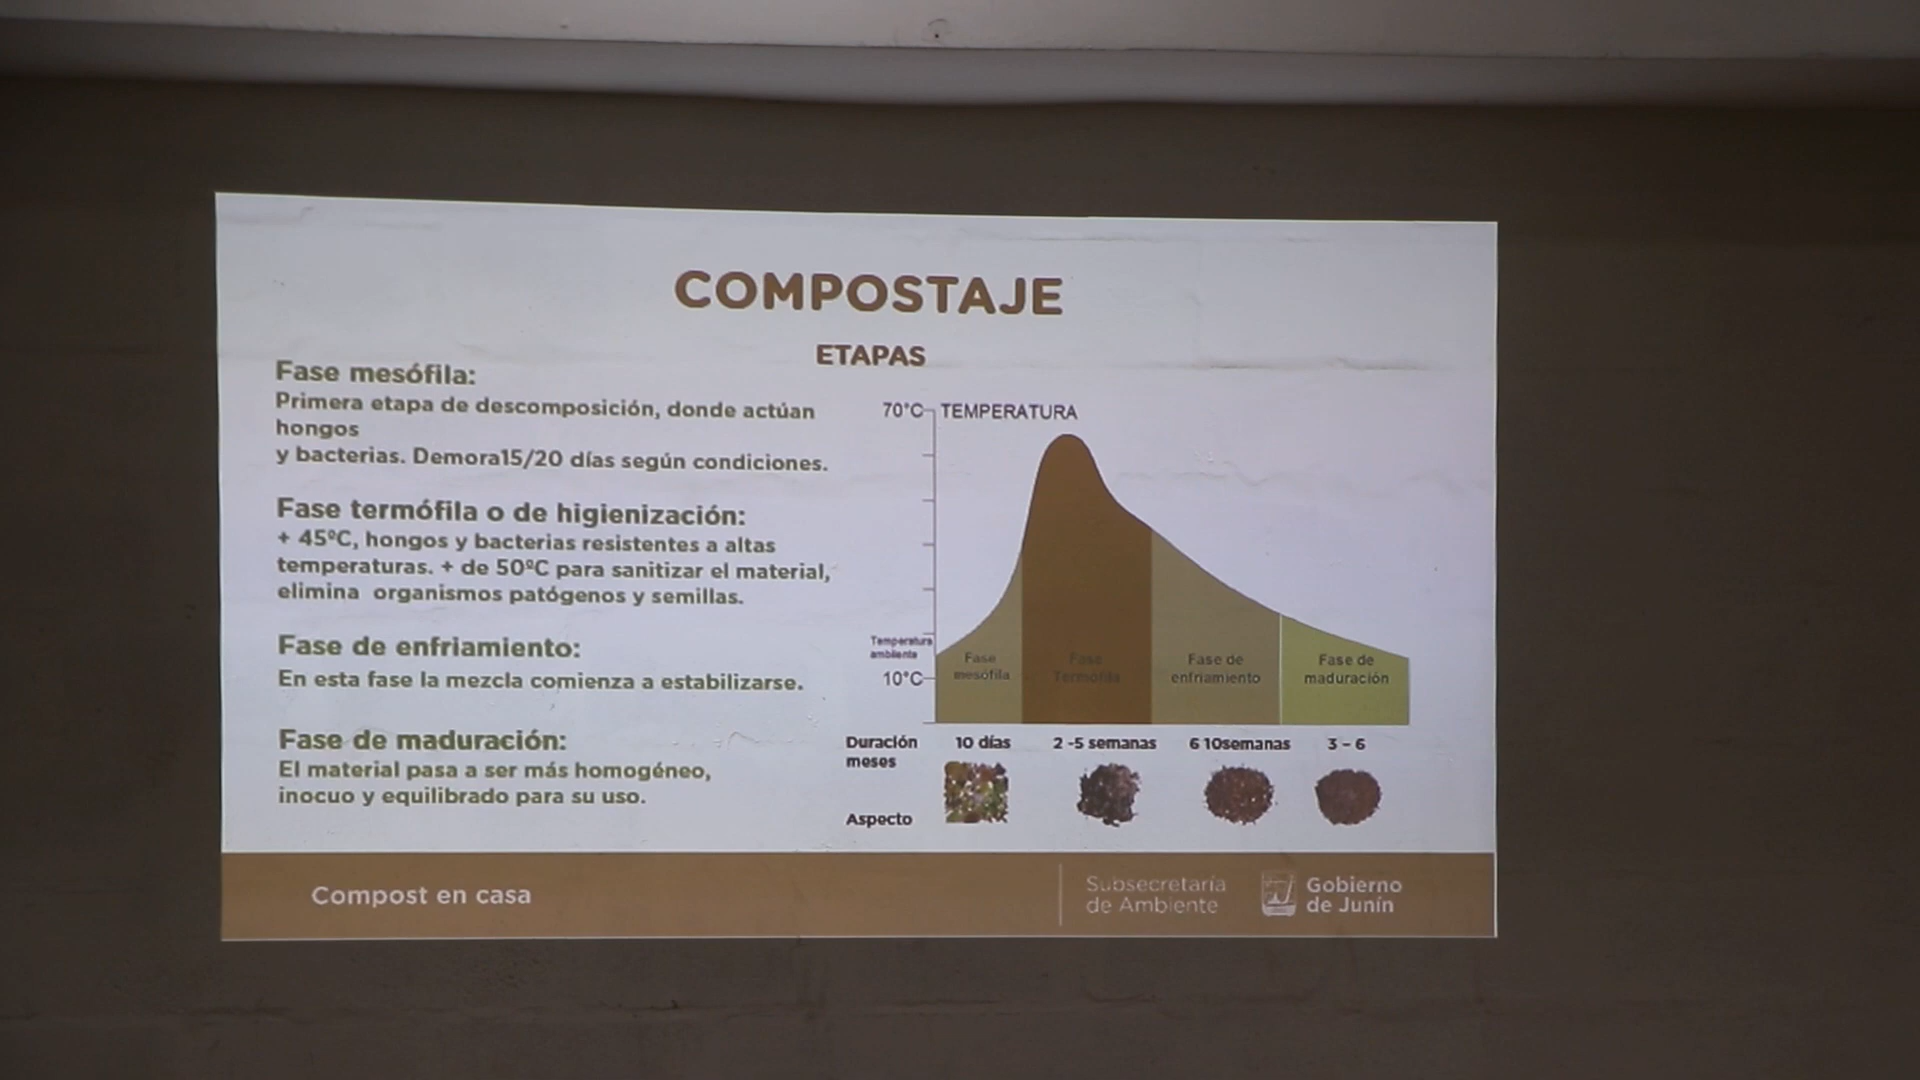 COMPOSTAJE
ETAPAS
Fase mesófila:
Primera etapa de descomposición, donde actúan
hongos
y bacterias. Demora15/20 días según condiciones.
Fase termófila o de higienización:
+ 45ºC, hongos y bacterias resistentes a altas
temperaturas. + de 50ºC para sanitizar el material,
elimina organismos patógenos y semillas.
Fase de enfriamiento:
En esta fase la mezcla comienza a estabilizarse.
Fase de maduración:
El material pasa a ser más homogéneo,
inocuo y equilibrado para su uso.
70°C TEMPERATURA
Temperatura
ambiente
10°C
Fase
mesófila
Fase
Termófila
Fase de
enfriamiento
Fase de
maduración
Duración 10 días 2 -5 semanas 6 10semanas 3 – 6
meses
Aspecto
Compost en casa
Subsecretaría
de Ambiente
Gobierno
de Junín